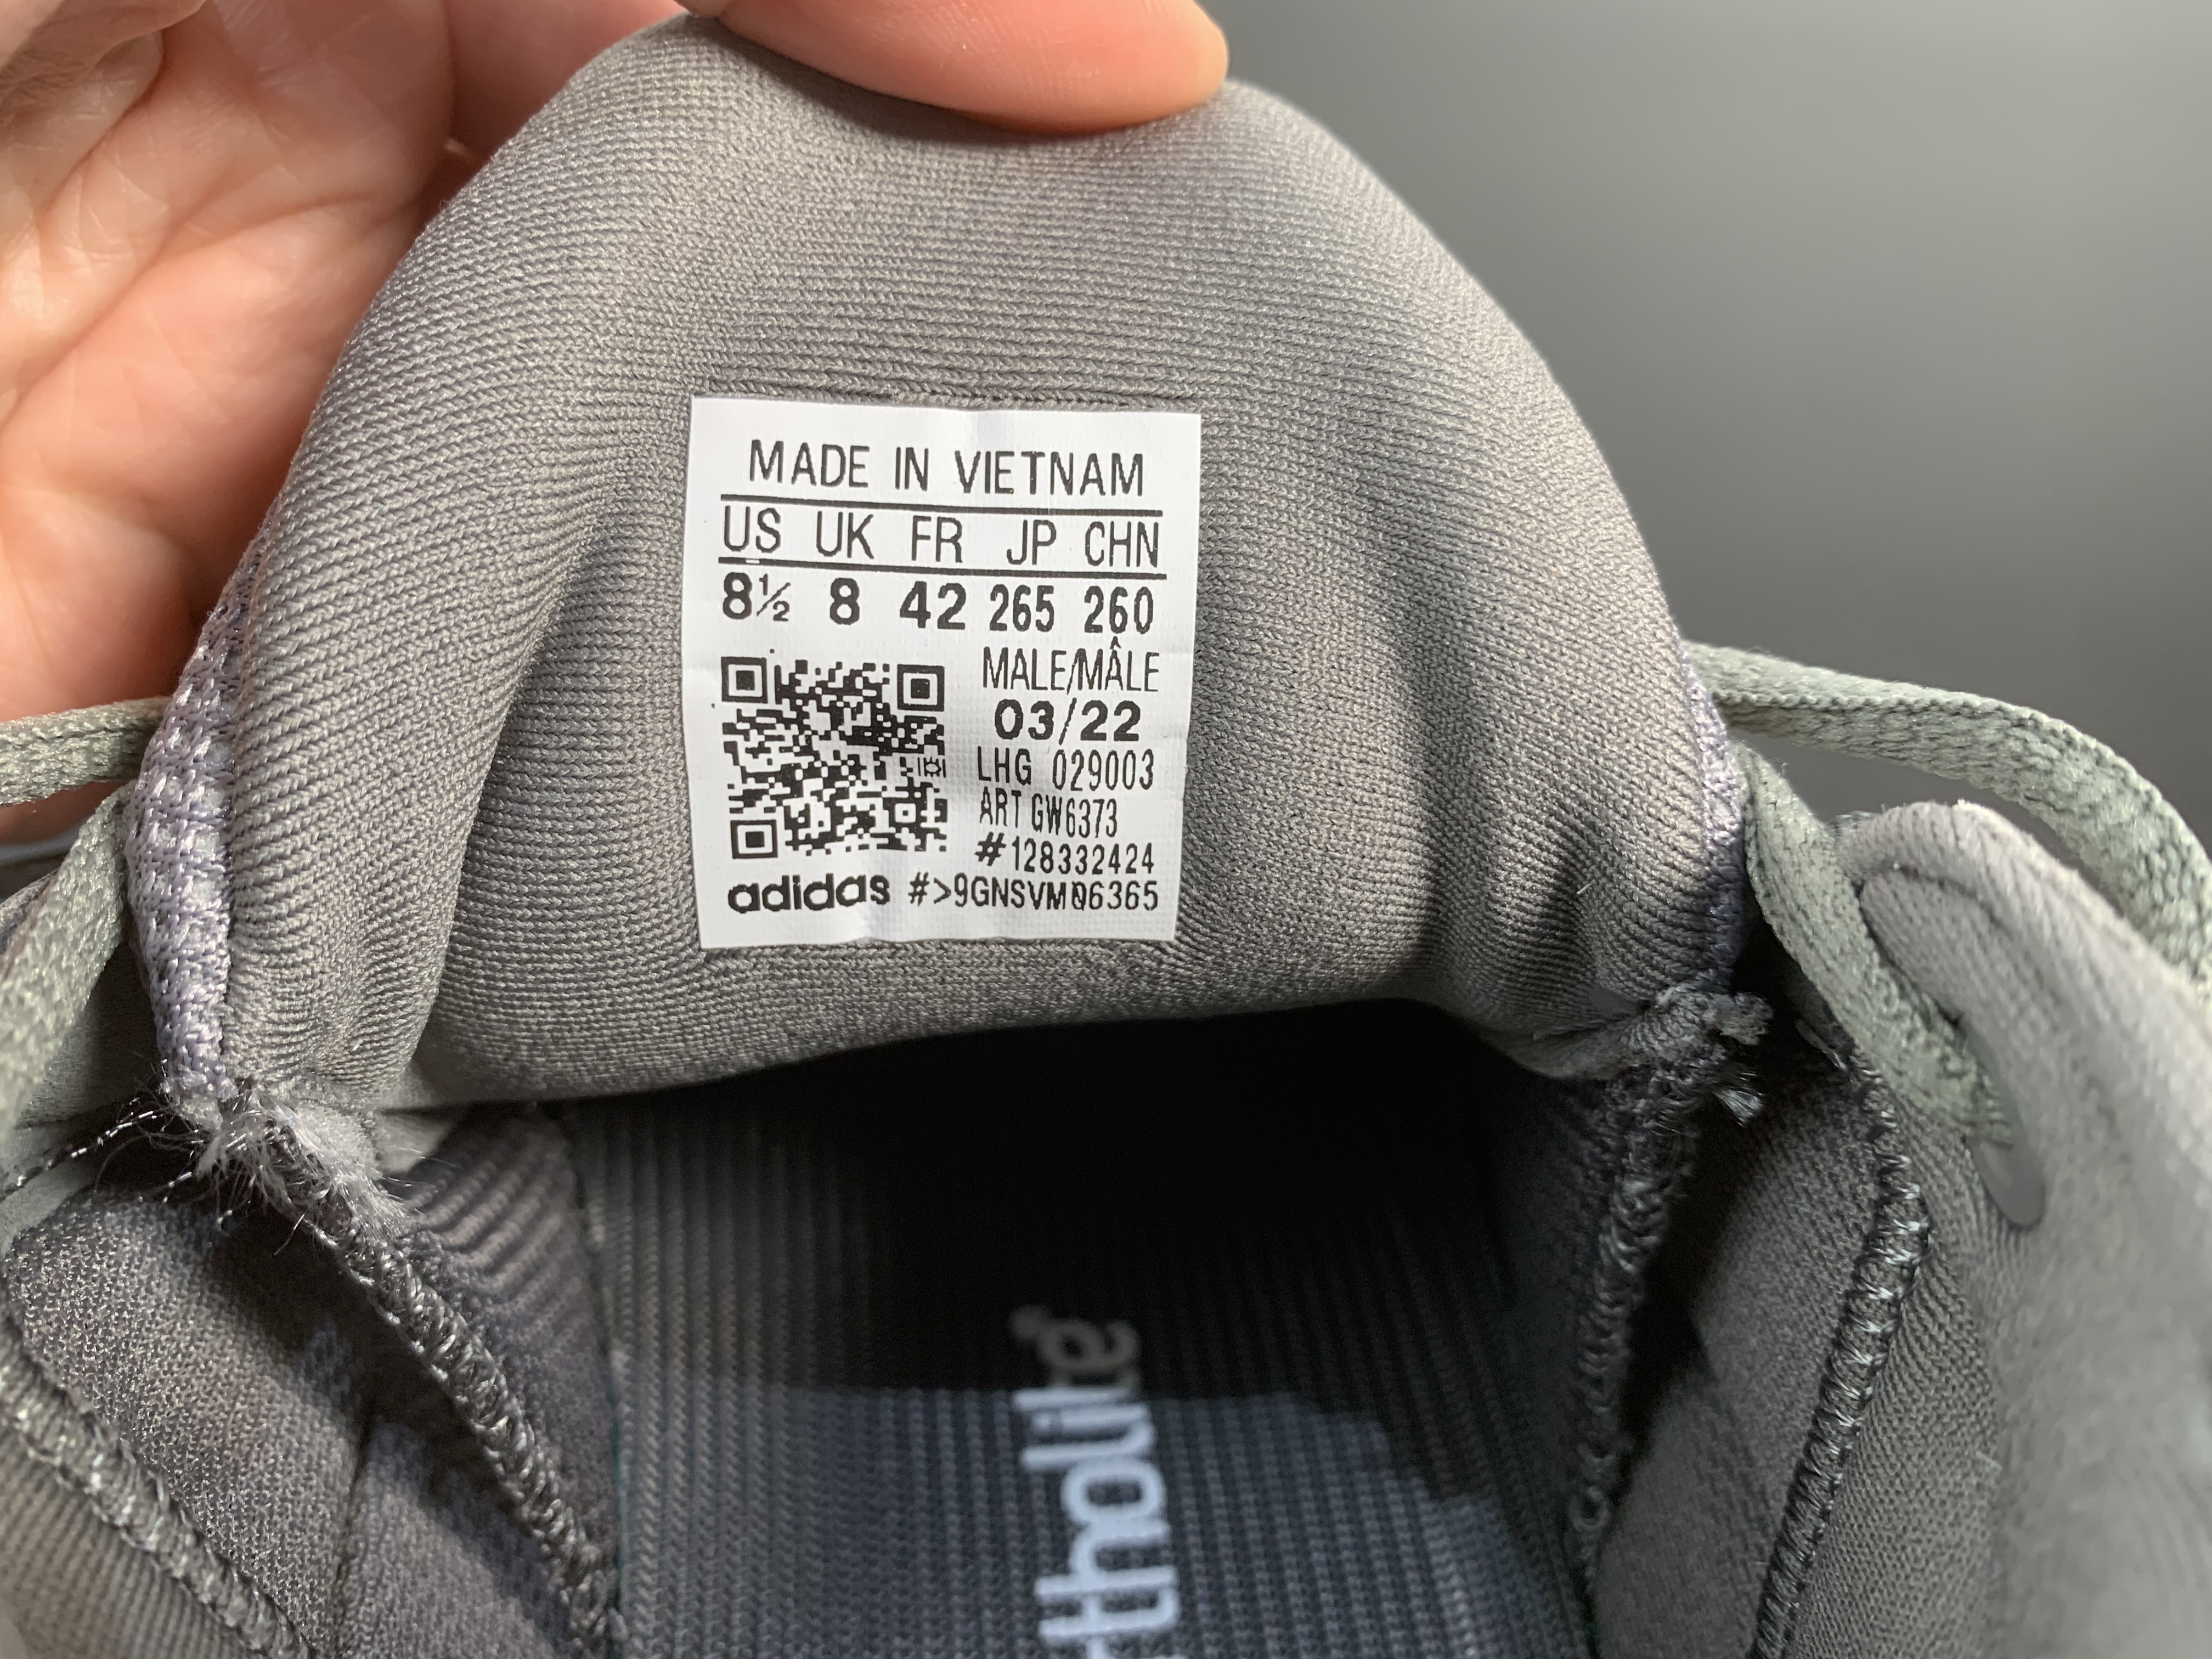 MADE IN VIETNAM
US UK FR JP CHN
8½ 8 42 265 260
MALE/MÂLE
03/22
LHG 029003
ART GW6373
#128332424
adidas #>9GNSVMQ6365